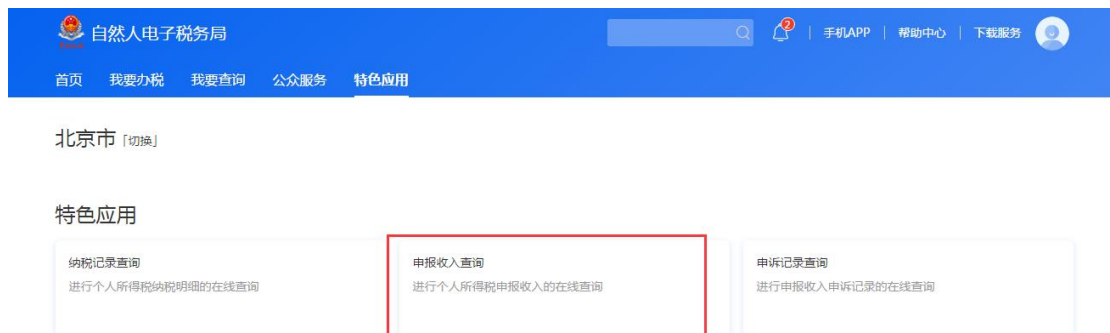 自然人电子税务局
2
手机APP | 帮助中心 | 下载服务
首页 我要办税 我要查询 公众服务 特色应用
北京市「切换」
特色应用
纳税记录查询
进行个人所得税纳税明细的在线查询
申报收入查询
进行个人所得税申报收入的在线查询
申诉记录查询
进行申报收入申诉记录的在线查询